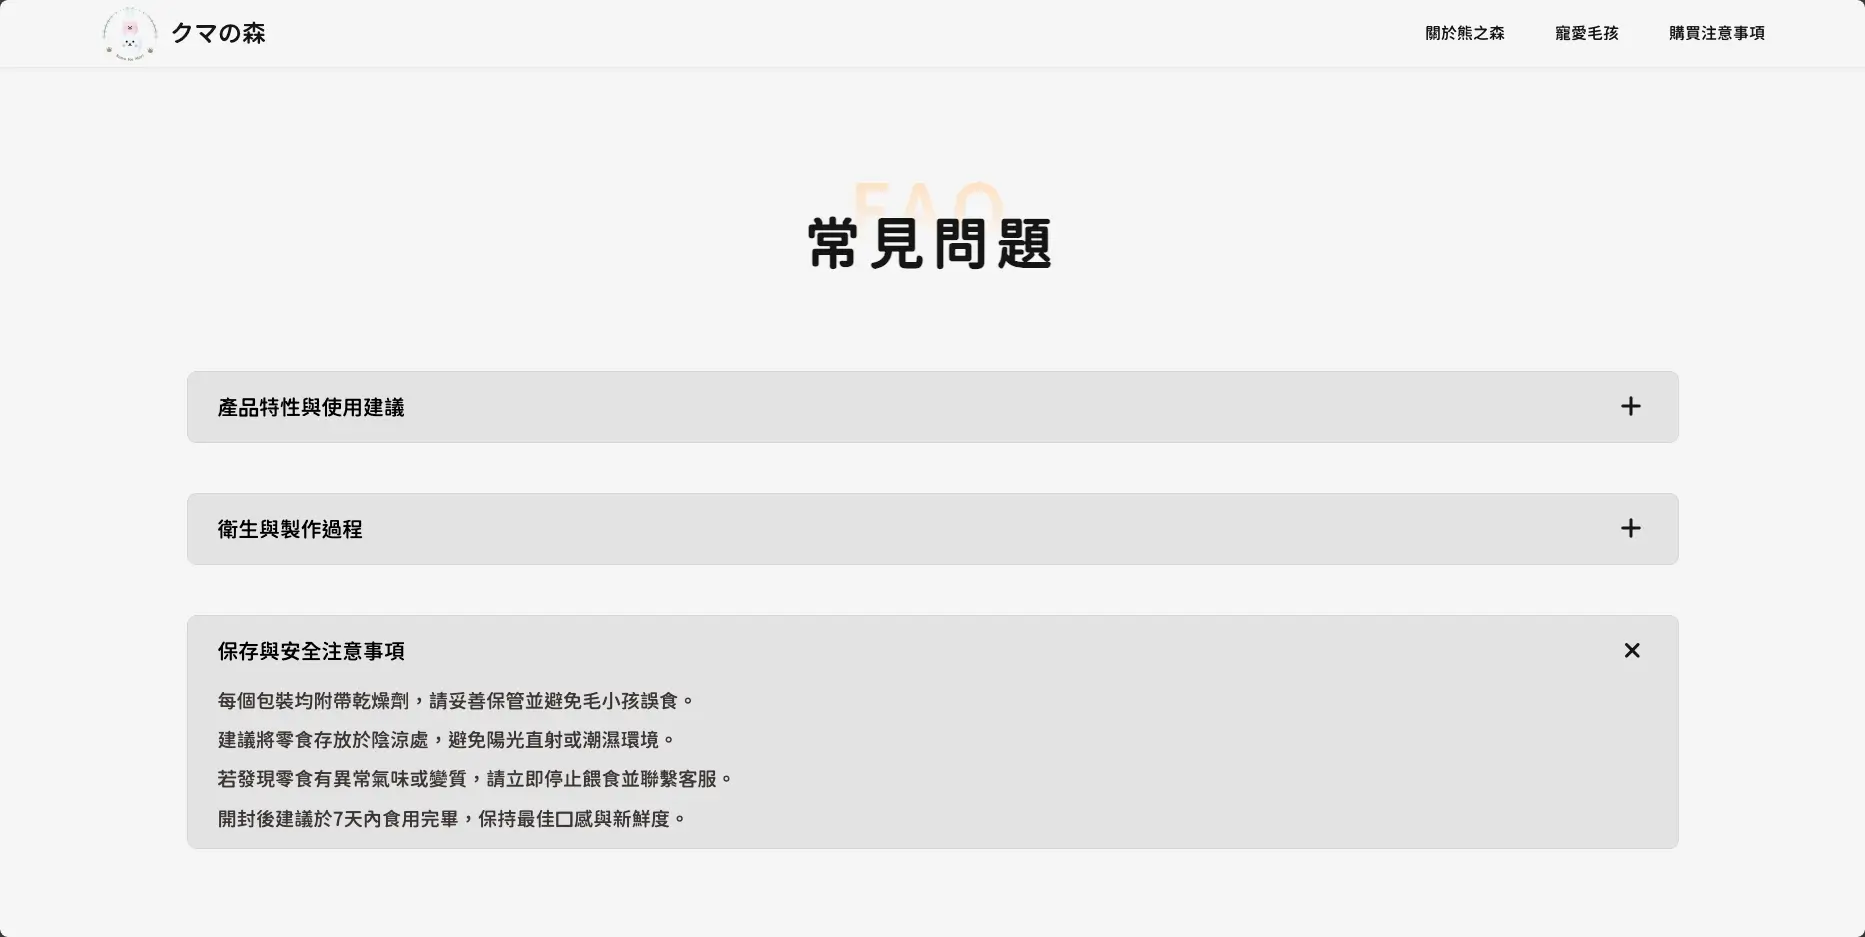 クマの森
關於熊之森
寵愛毛孩
購買注意事項
FAQ
常見問題
產品特性與使用建議
衛生與製作過程
保存與安全注意事項
每個包裝均附帶乾燥劑，請妥善保管並避免毛小孩誤食。
建議將零食存放於陰涼處，避免陽光直射或潮濕環境。
若發現零食有異常氣味或變質，請立即停止餵食並聯繫客服。
開封後建議於7天內食用完畢，保持最佳口感與新鮮度。